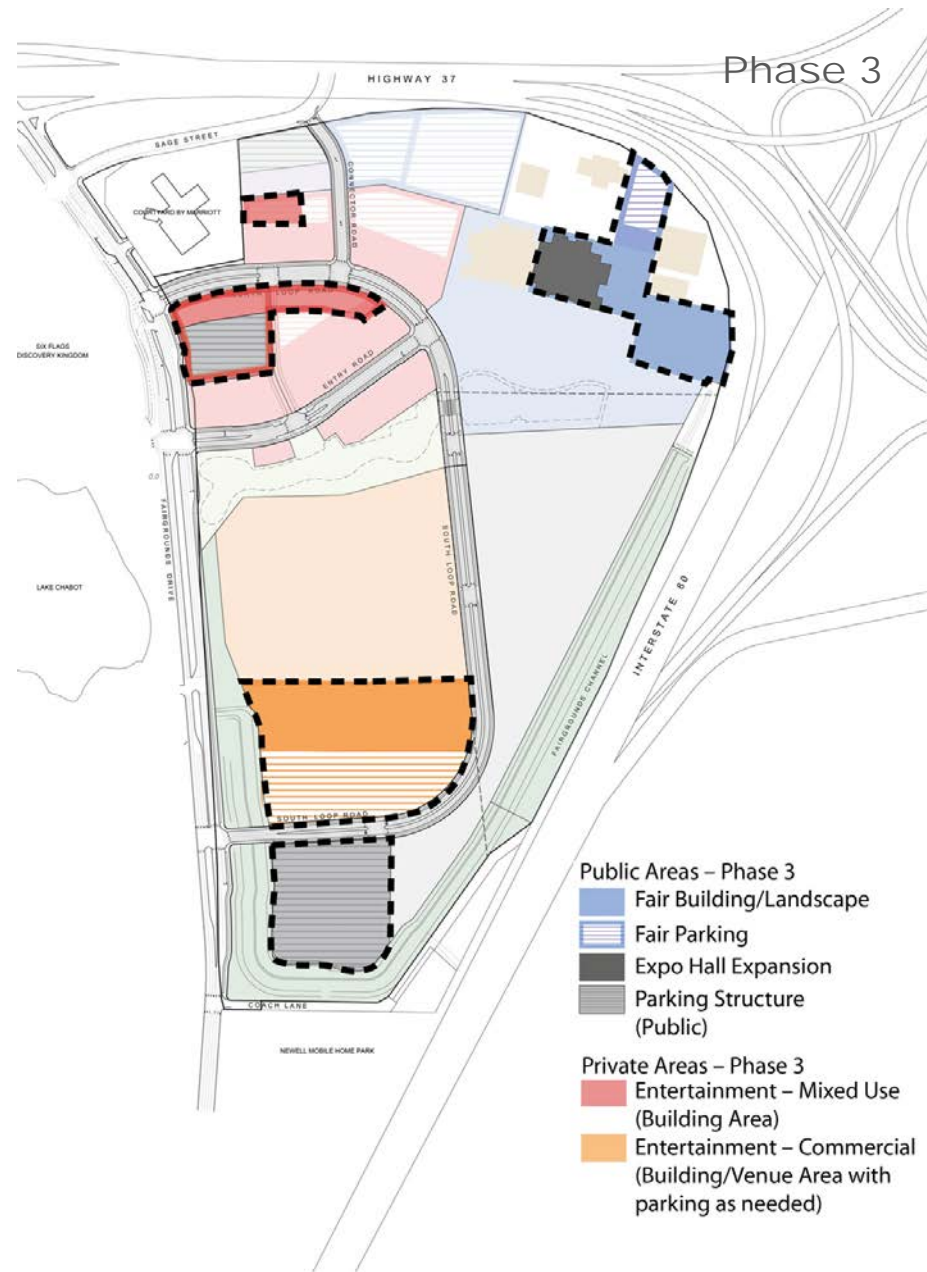 Phase 3
HIGHWAY 37
SAGE STREET
CONNECTOR ROAD
COURTYARD BY MARRIOTT
LOOP ROAD
SIX FLAGS
DISCOVERY KINGDOM
ENTRY ROAD
FAIRGROUNDS DRIVE
SOUTH LOOP ROAD
LAKE CHABOT
INTERSTATE 80
FAIRGROUNDS CHANNEL
SOUTH LOOP ROAD
COACH LANE
NEWELL MOBILE HOME PARK
Public Areas – Phase 3
Fair Building/Landscape
Fair Parking
Expo Hall Expansion
Parking Structure
(Public)
Private Areas – Phase 3
Entertainment – Mixed Use
(Building Area)
Entertainment – Commercial
(Building/Venue Area with
parking as needed)